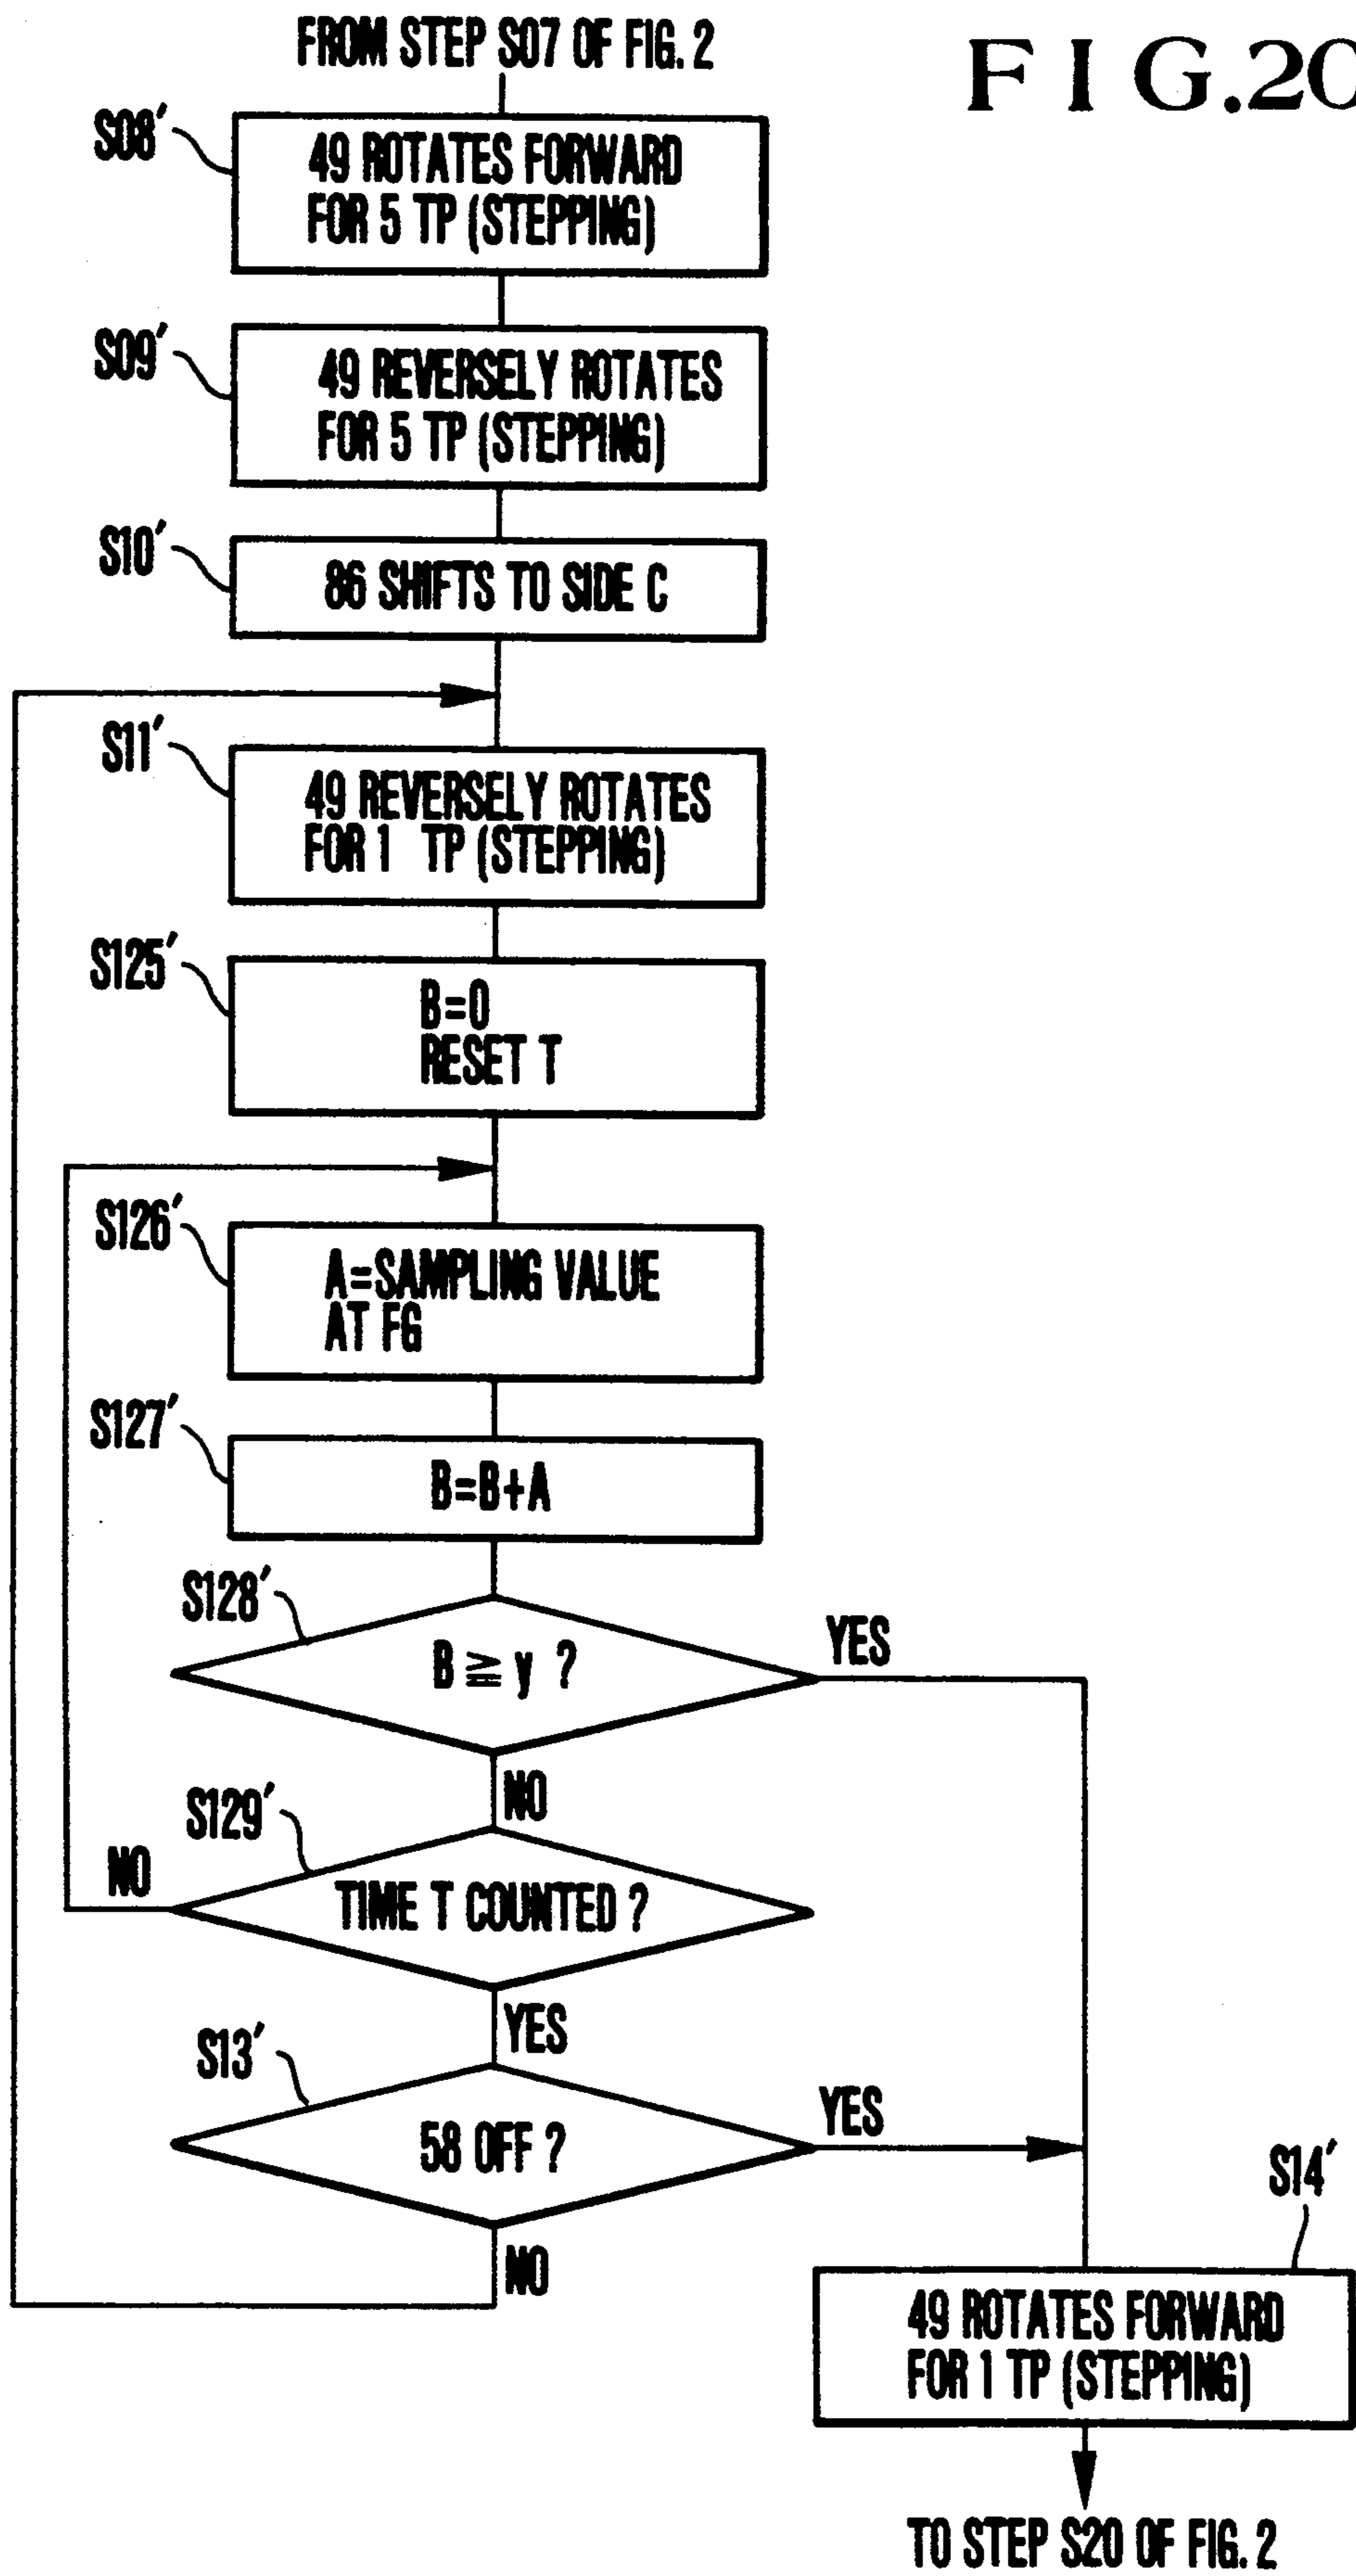 FROM STEP S07 OF FIG. 2
FIG.20
S08′
49 ROTATES FORWARD
FOR 5 TP (STEPPING)
S09′
49 REVERSELY ROTATES
FOR 5 TP (STEPPING)
S10′
86 SHIFTS TO SIDE C
S11′
49 REVERSELY ROTATES
FOR 1 TP (STEPPING)
S125′
B=0
RESET T
S126′
A=SAMPLING VALUE
AT FG
S127′
B=B+A
S128′
B ≧ y ?
YES
NO
S129′
TIME T COUNTED ?
NO
YES
S13′
58 OFF ?
YES
NO
S14′
49 ROTATES FORWARD
FOR 1 TP (STEPPING)
TO STEP S20 OF FIG. 2